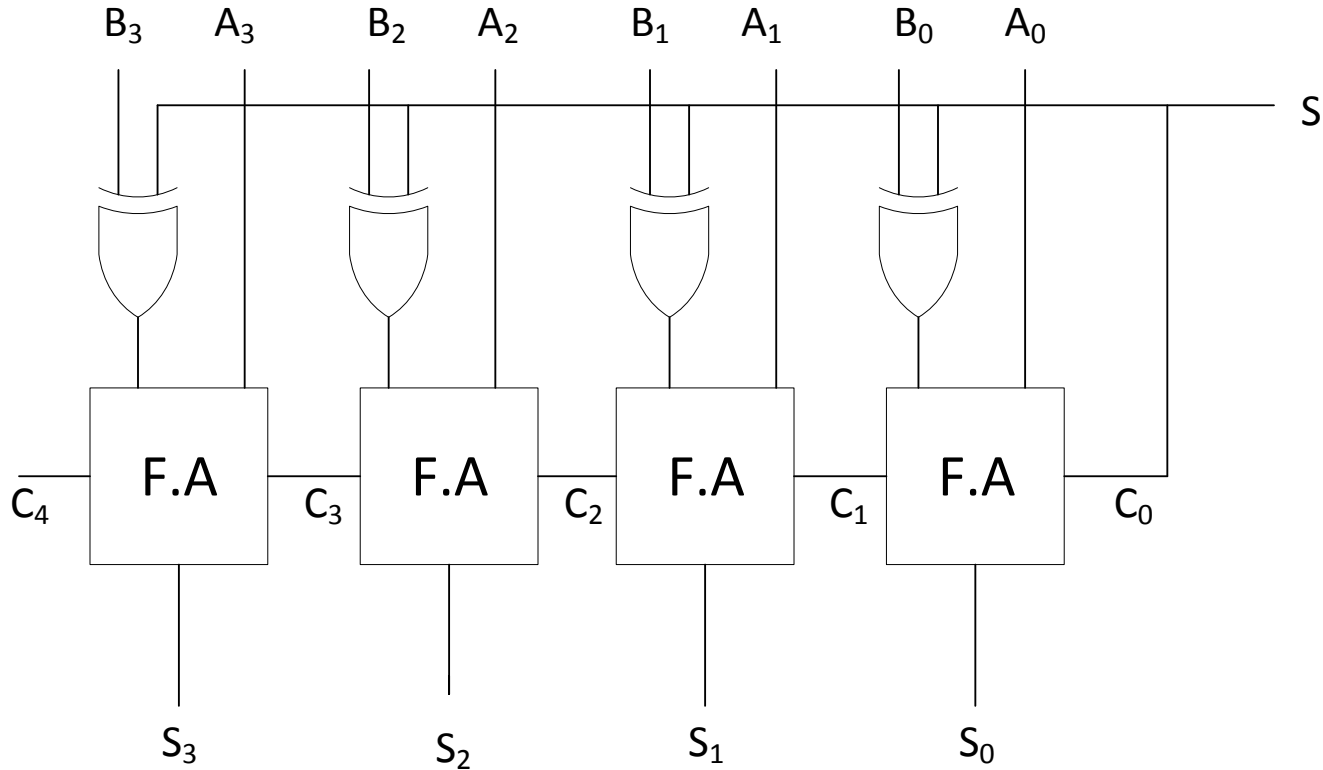 B₃ A₃ B₂ A₂ B₁ A₁ B₀ A₀
S
F.A F.A F.A F.A
C₄ C₃ C₂ C₁ C₀
S₃ S₂ S₁ S₀